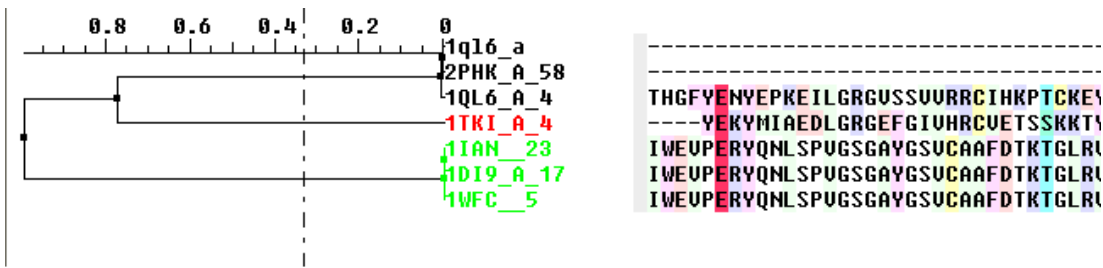 0.8 0.6 0.4 0.2 0
1ql6_a
2PHK_A_58
1QL6_A_4 THGFYENYEPKEILGRGVSSVVRRCIHKPTCKEY
1TKI_A_4 ----YEKYMIAEDLGRGEFGIVHRCVETSSKKTY
1IAN__23 IWEVPERYQNLSPVGSGAYGSVCAAFDTKTGLRV
1DI9_A_17 IWEVPERYQNLSPVGSGAYGSVCAAFDTKTGLRV
1WFC__5 IWEVPERYQNLSPVGSGAYGSVCAAFDTKTGLRV